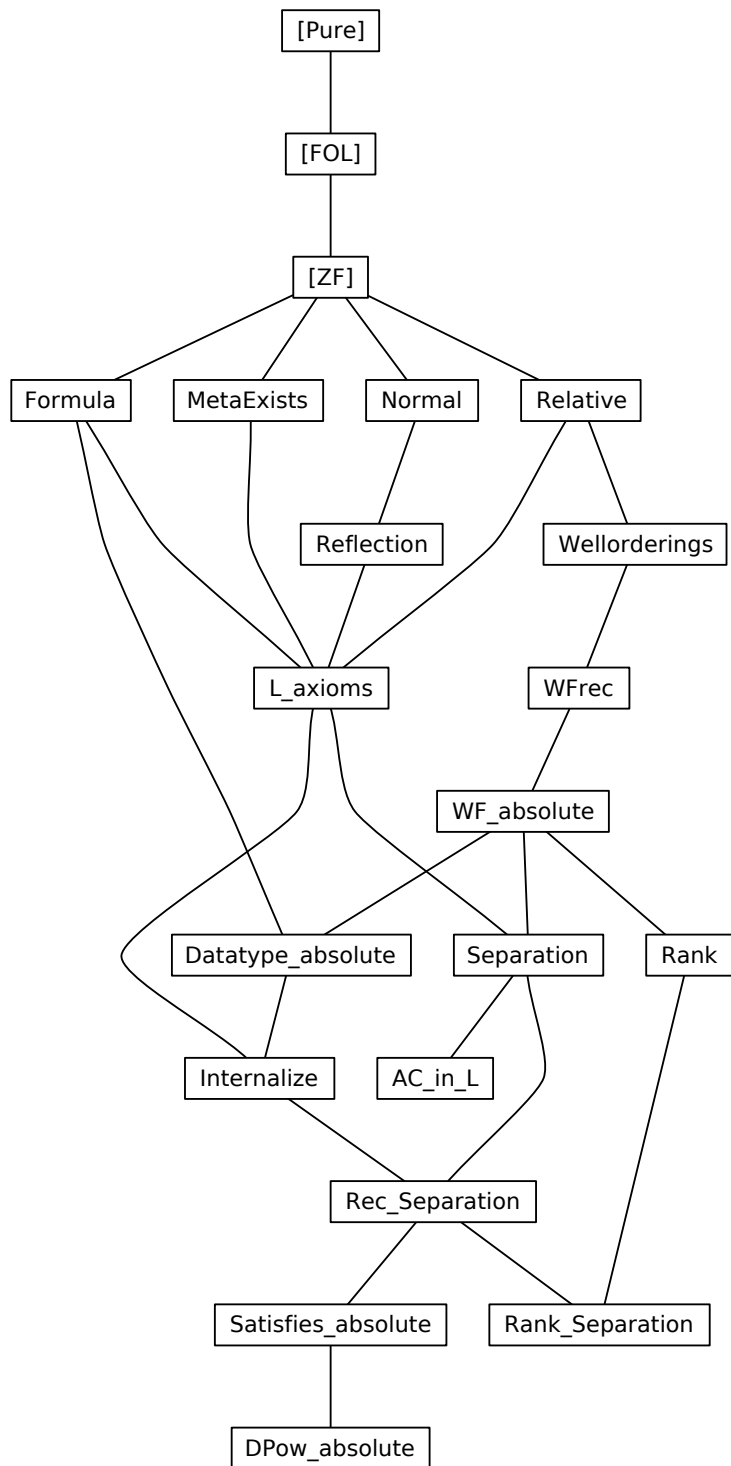 [Pure]
[FOL]
[ZF]
Formula
MetaExists
Normal
Relative
Reflection
Wellorderings
L_axioms
WFrec
WF_absolute
Datatype_absolute
Separation
Rank
Internalize
AC_in_L
Rec_Separation
Satisfies_absolute
Rank_Separation
DPow_absolute